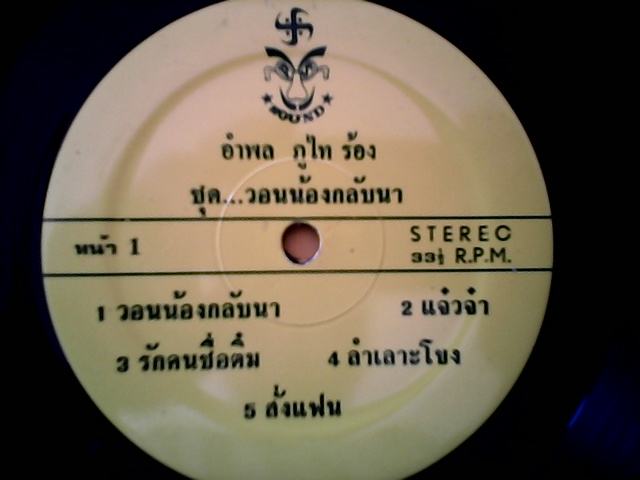 SOUND
อำพล ภูไท ร้อง
ชุด...วอนน้องกลับนา
หน้า 1
STEREO
33⅓ R.P.M.
1 วอนน้องกลับนา
2 แจ๋วจ๋า
3 รักคนชื่อติ๋ม
4 ลำเลาะโขง
5 สั่งแฟน